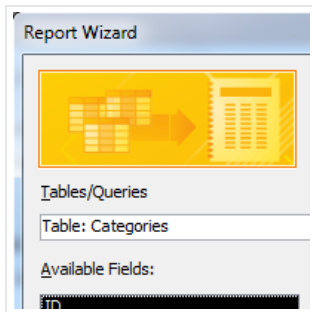 Report Wizard
Tables/Queries
Table: Categories
Available Fields:
ID